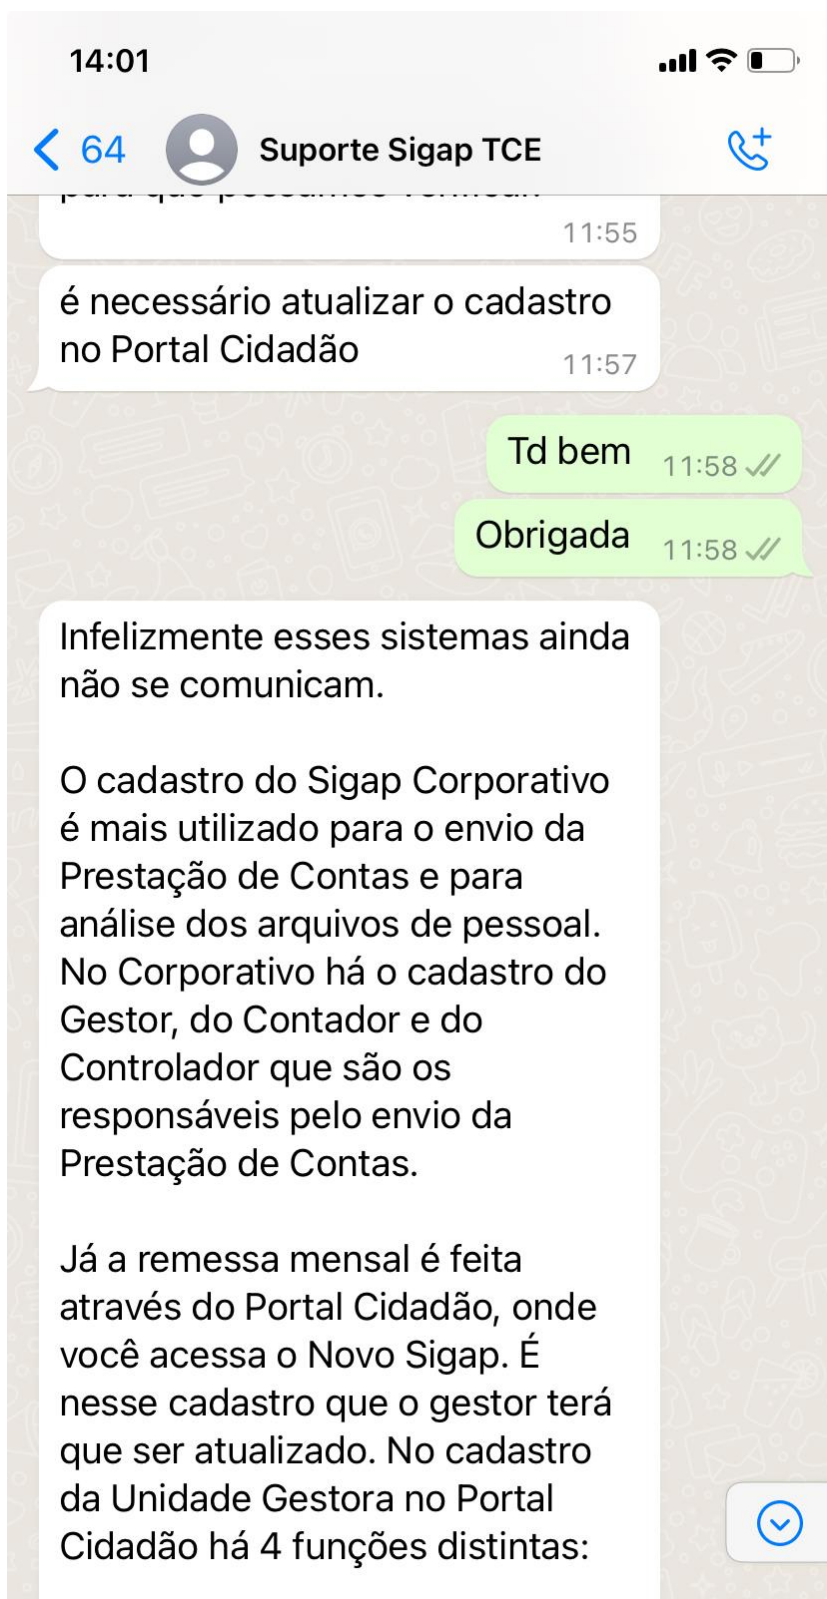 14:01
64
Suporte Sigap TCE
para que possamos verificar.
11:55
é necessário atualizar o cadastro
no Portal Cidadão
11:57
Td bem
11:58
Obrigada
11:58
Infelizmente esses sistemas ainda
não se comunicam.
O cadastro do Sigap Corporativo
é mais utilizado para o envio da
Prestação de Contas e para
análise dos arquivos de pessoal.
No Corporativo há o cadastro do
Gestor, do Contador e do
Controlador que são os
responsáveis pelo envio da
Prestação de Contas.
Já a remessa mensal é feita
através do Portal Cidadão, onde
você acessa o Novo Sigap. É
nesse cadastro que o gestor terá
que ser atualizado. No cadastro
da Unidade Gestora no Portal
Cidadão há 4 funções distintas: